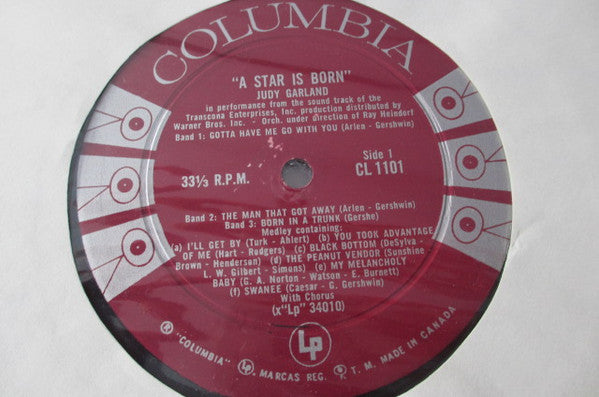 COLUMBIA
"A STAR IS BORN"
JUDY GARLAND
in performance from the sound track of the
Transcona Enterprises, Inc. production distributed by
Warner Bros. Inc. - Orch. under direction of Ray Heindorf
Band 1: GOTTA HAVE ME GO WITH YOU (Arlen - Gershwin)
33⅓ R.P.M.
Side 1
CL 1101
Band 2: THE MAN THAT GOT AWAY (Arlen - Gershwin)
Band 3: BORN IN A TRUNK (Gershe)
Medley containing:
(a) I'LL GET BY (Turk - Ahlert) (b) YOU TOOK ADVANTAGE
OF ME (Hart - Rodgers) (c) BLACK BOTTOM (DeSylva -
Brown - Henderson) (d) THE PEANUT VENDOR (Sunshine
L. W. Gilbert - Simons) (e) MY MELANCHOLY
BABY (G. A. Norton - Watson - E. Burnett)
(f) SWANEE (Caesar - G. Gershwin)
With Chorus
(x"Lp" 34010)
Lp
® "COLUMBIA" MARCAS REG. T. M. MADE IN CANADA